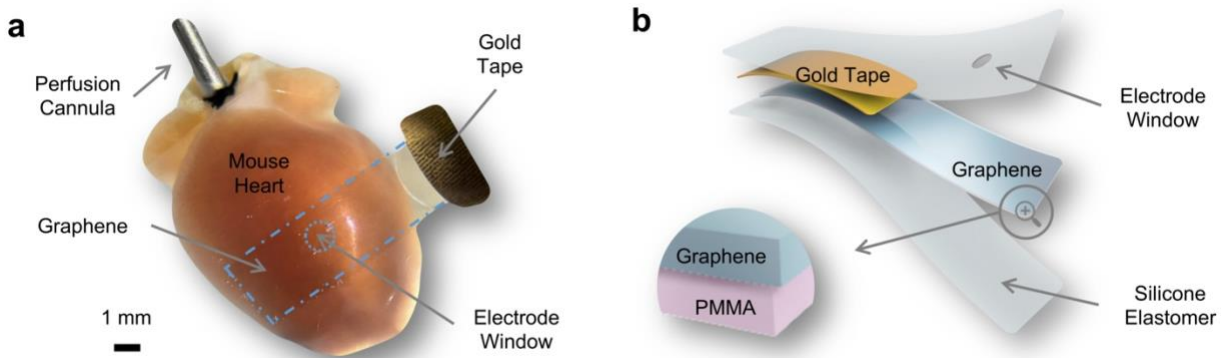 a
Perfusion
Cannula
Gold
Tape
Mouse
Heart
Graphene
1 mm
Electrode
Window
b
Gold Tape
Electrode
Window
Graphene
Graphene
PMMA
Silicone
Elastomer